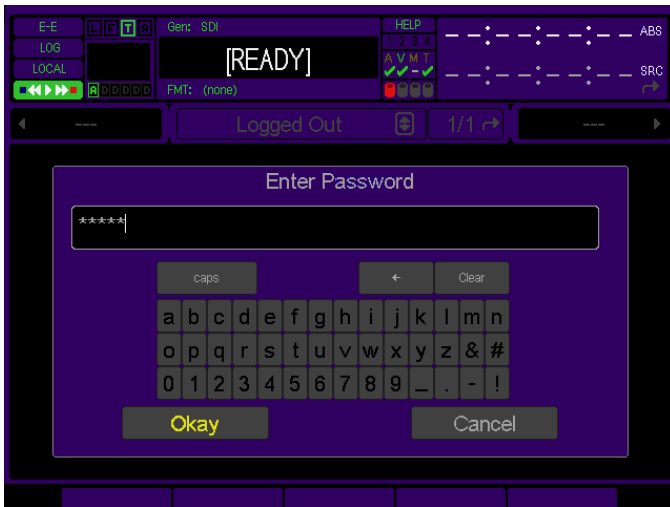 E-E L F T R Gen: SDI HELP
1 2 3 4
LOG [READY] A V M T --:--:--:-- ABS
LOCAL
A D D D D D FMT: (none) --:--:--:-- SRC
--- Logged Out 1/1 ---
Enter Password
*****
caps ← Clear
a b c d e f g h i j k l m n
o p q r s t u v w x y z & #
0 1 2 3 4 5 6 7 8 9 _ . - !
Okay Cancel